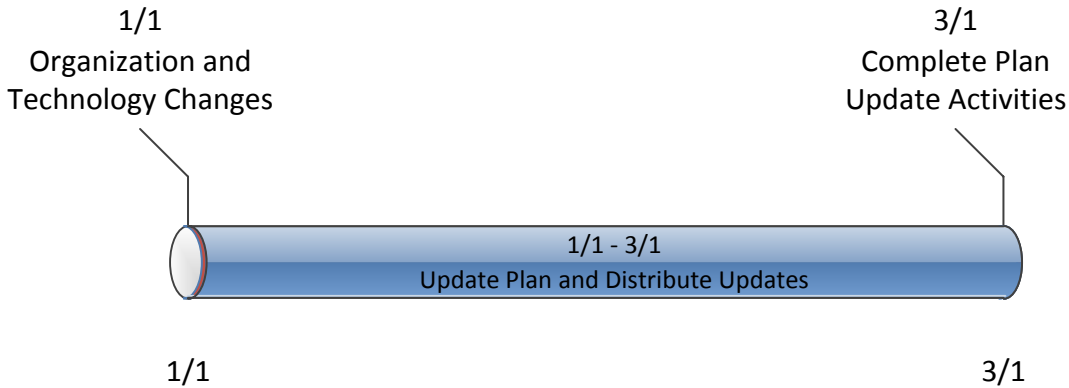 1/1
Organization and
Technology Changes
3/1
Complete Plan
Update Activities
1/1 - 3/1
Update Plan and Distribute Updates
1/1
3/1